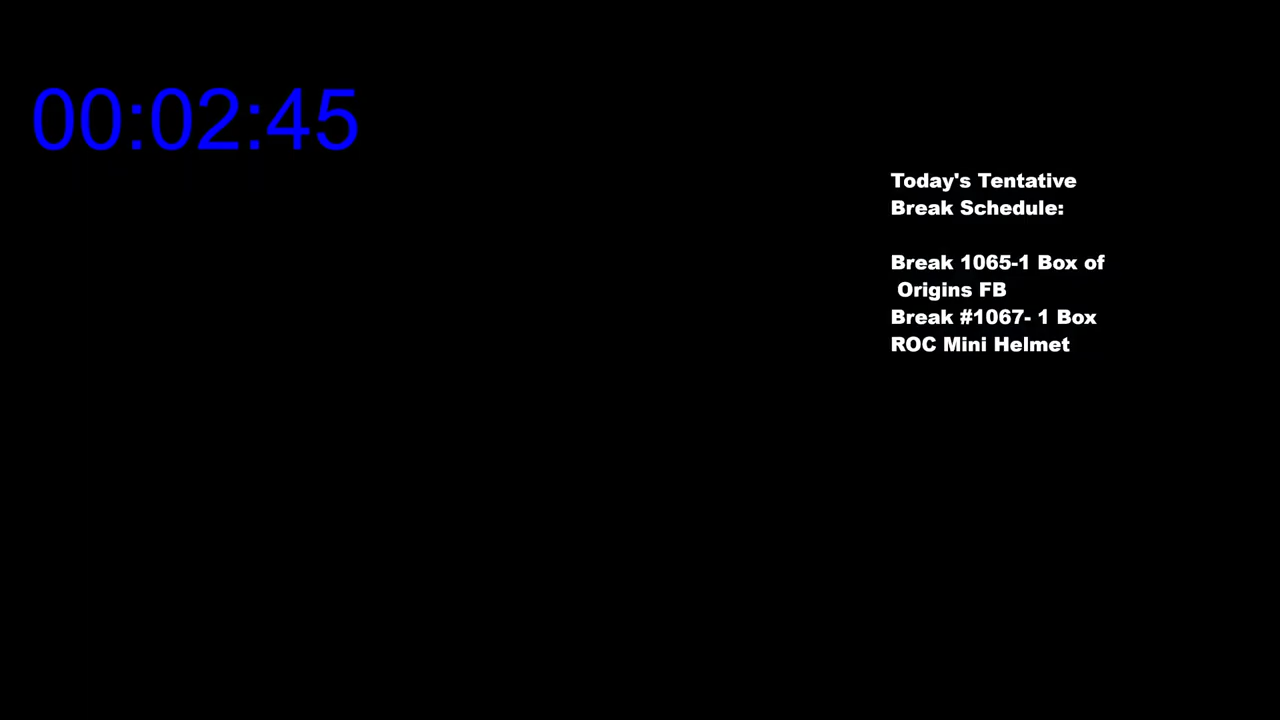 00:02:45
Today's Tentative
Break Schedule:
Break 1065-1 Box of
Origins FB
Break #1067- 1 Box
ROC Mini Helmet